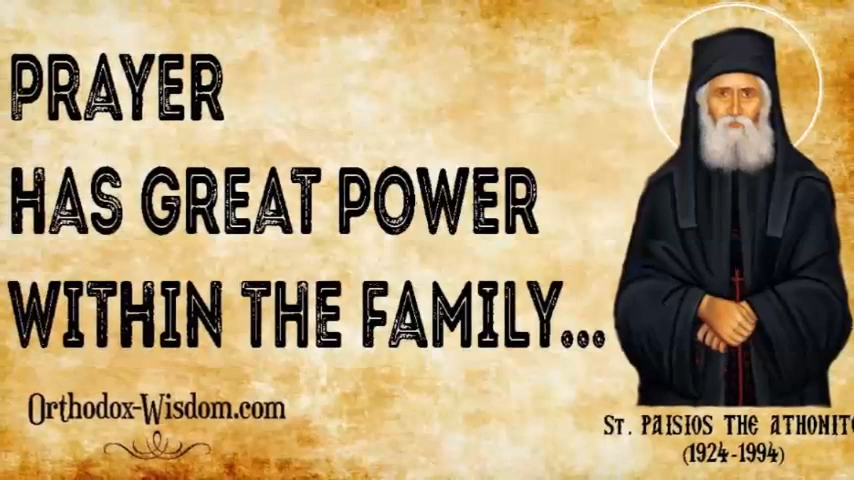 PRAYER
HAS GREAT POWER
WITHIN THE FAMILY...
Orthodox-Wisdom.com
ST. PAISIOS THE ATHONIT
(1924-1994)